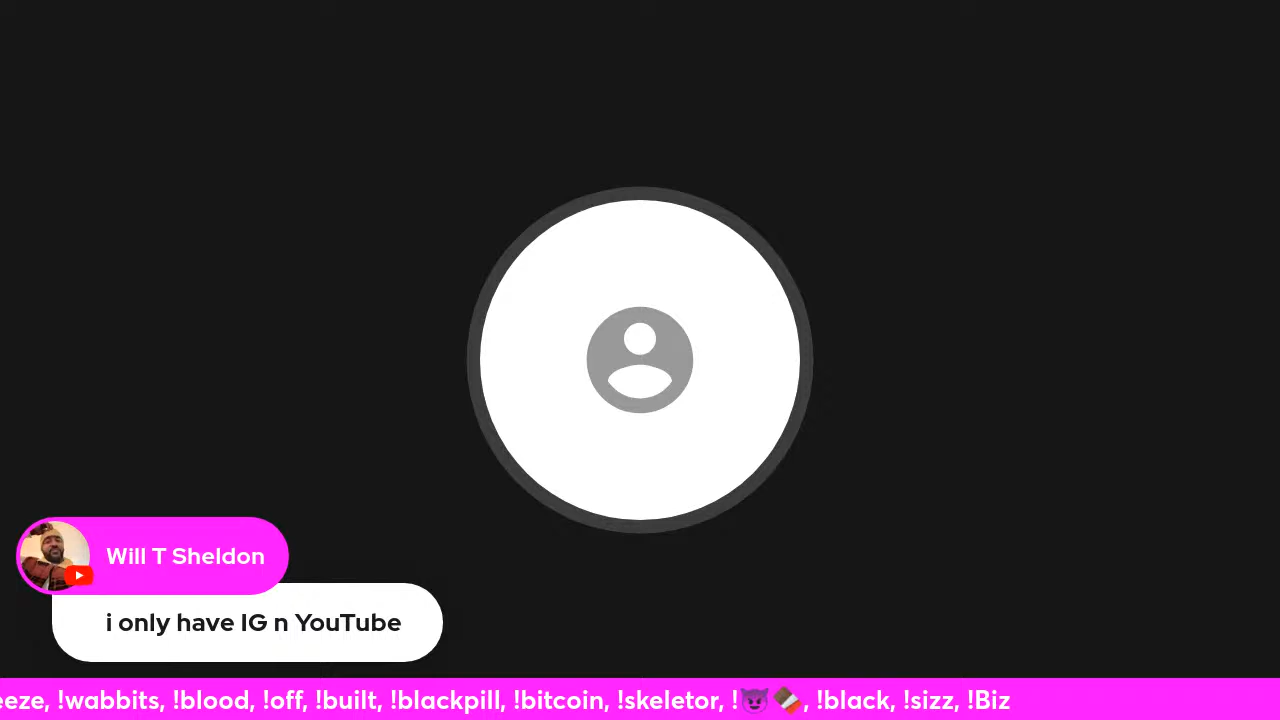 Will T Sheldon
i only have IG n YouTube
eeze, !wabbits, !blood, !off, !built, !blackpill, !bitcoin, !skeletor, !😈🍫, !black, !sizz, !Biz